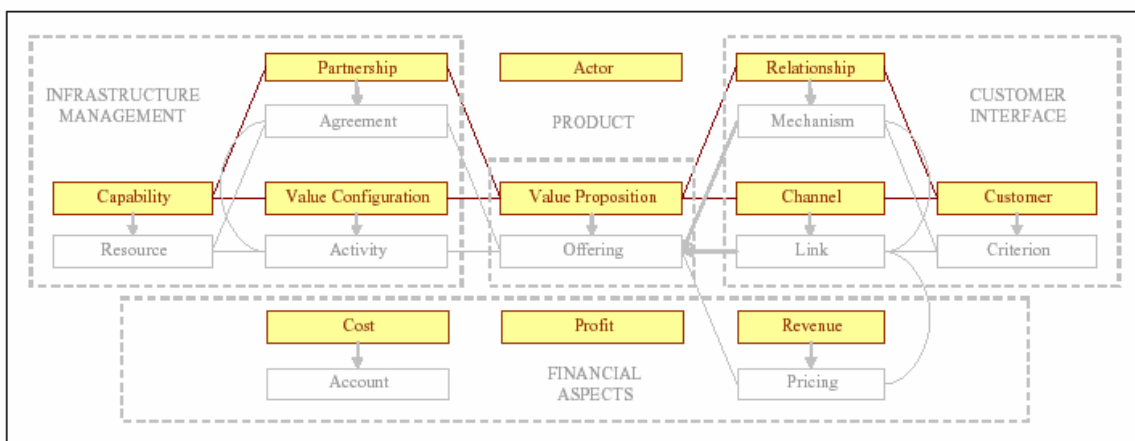 Partnership
Actor
Relationship
INFRASTRUCTURE
MANAGEMENT
CUSTOMER
INTERFACE
Agreement
PRODUCT
Mechanism
Capability
Value Configuration
Value Proposition
Channel
Customer
Resource
Activity
Offering
Link
Criterion
Cost
Profit
Revenue
Account
FINANCIAL
ASPECTS
Pricing